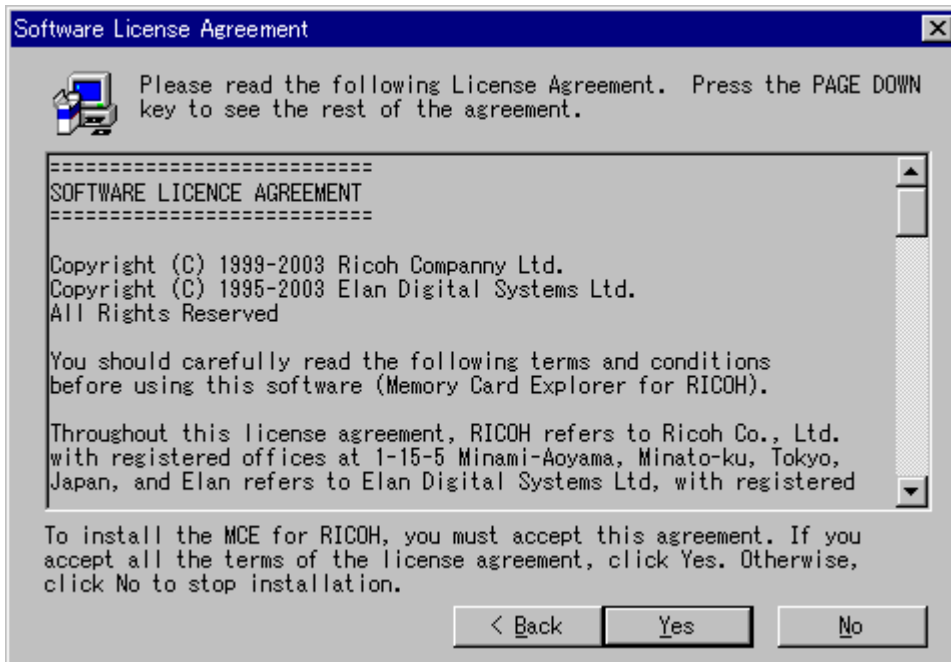 Software License Agreement
Please read the following License Agreement.  Press the PAGE DOWN
key to see the rest of the agreement.
===========================
SOFTWARE LICENCE AGREEMENT
===========================
Copyright (C) 1999-2003 Ricoh Companny Ltd.
Copyright (C) 1995-2003 Elan Digital Systems Ltd.
All Rights Reserved
You should carefully read the following terms and conditions
before using this software (Memory Card Explorer for RICOH).
Throughout this license agreement, RICOH refers to Ricoh Co., Ltd.
with registered offices at 1-15-5 Minami-Aoyama, Minato-ku, Tokyo,
Japan, and Elan refers to Elan Digital Systems Ltd, with registered
To install the MCE for RICOH, you must accept this agreement. If you
accept all the terms of the license agreement, click Yes. Otherwise,
click No to stop installation.
< Back
Yes
No